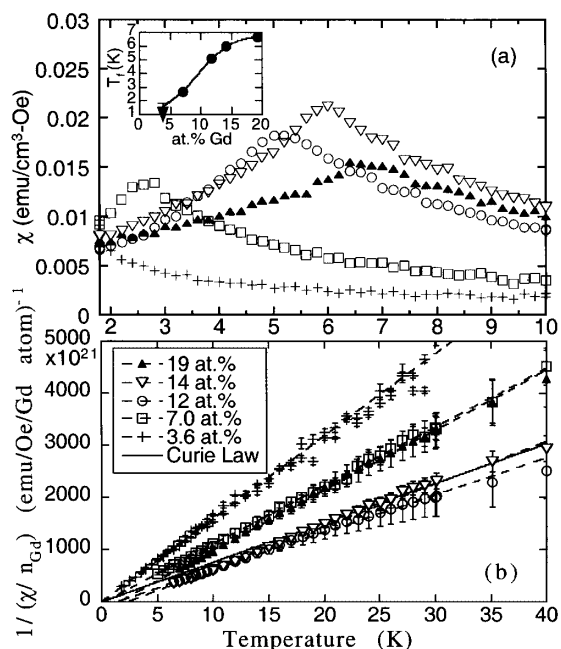 (a)
χ (emu/cm³-Oe)
0.03
0.025
0.02
0.015
0.01
0.005
0
T_f(K)
7
6
5
4
3
2
1
0 5 10 15 20
at.% Gd
2 3 4 5 6 7 8 9 10
(b)
1/(χ/n_Gd) (emu/Oe/Gd atom)⁻¹
5000
x10²¹
4000
3000
2000
1000
0
19 at.%
14 at.%
12 at.%
7.0 at.%
3.6 at.%
Curie Law
0 5 10 15 20 25 30 35 40
Temperature (K)